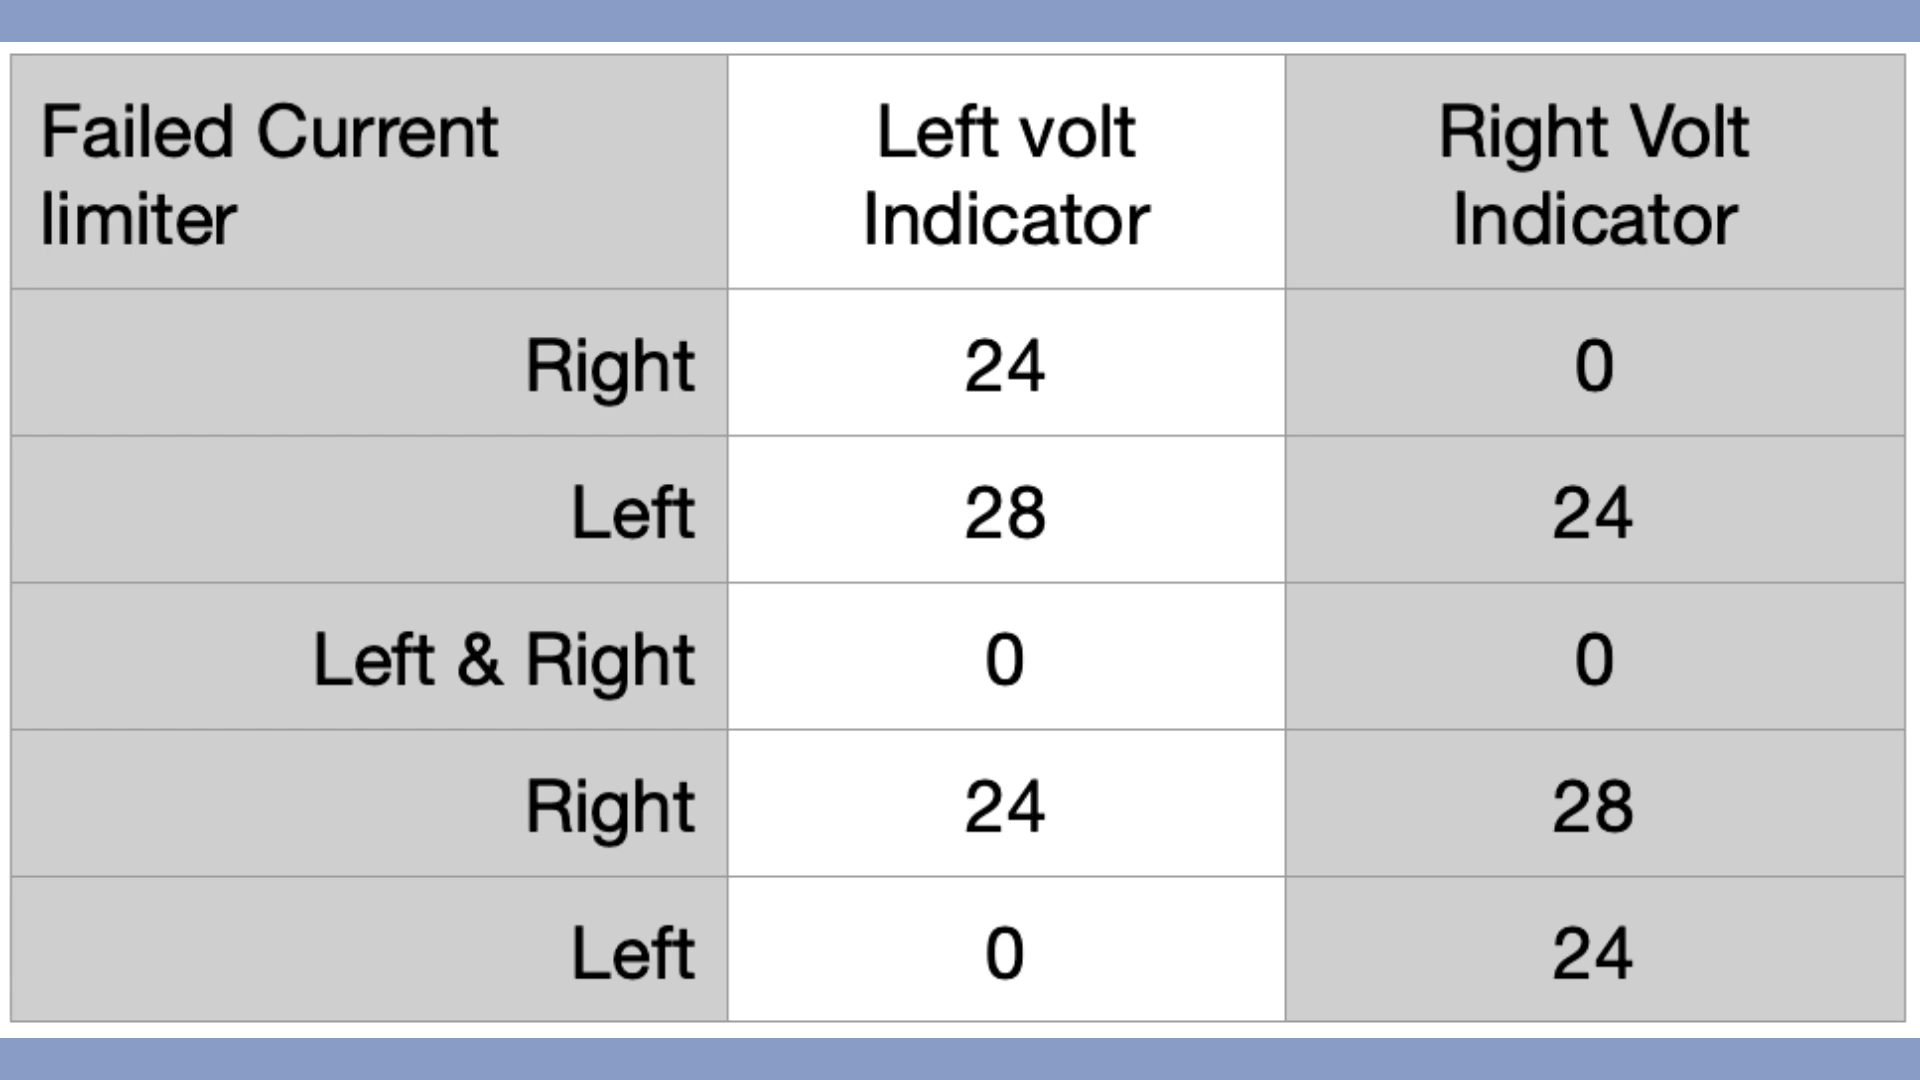 Failed Current
limiter
Left volt
Indicator
Right Volt
Indicator
Right 24 0
Left 28 24
Left & Right 0 0
Right 24 28
Left 0 24